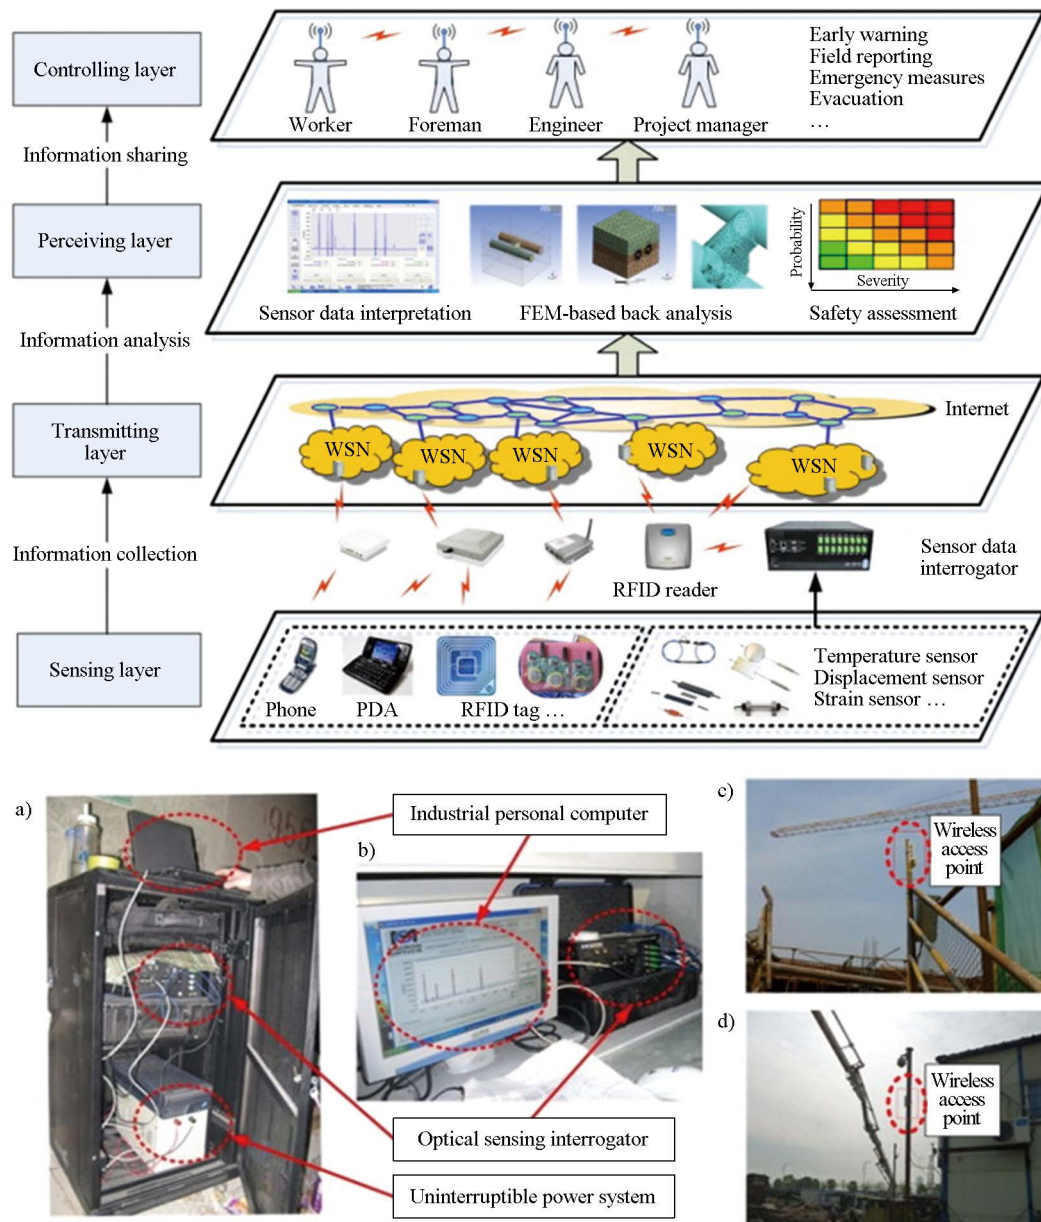 Controlling layer
Information sharing
Perceiving layer
Information analysis
Transmitting
layer
Information collection
Sensing layer
Worker
Foreman
Engineer
Project manager
Early warning
Field reporting
Emergency measures
Evacuation
…
Sensor data interpretation
FEM-based back analysis
Probability
Severity
Safety assessment
Internet
WSN
WSN
WSN
WSN
WSN
RFID reader
Sensor data
interrogator
Phone
PDA
RFID tag …
Temperature sensor
Displacement sensor
Strain sensor …
a)
Industrial personal computer
b)
Optical sensing interrogator
Uninterruptible power system
c)
Wireless
access
point
d)
Wireless
access
point